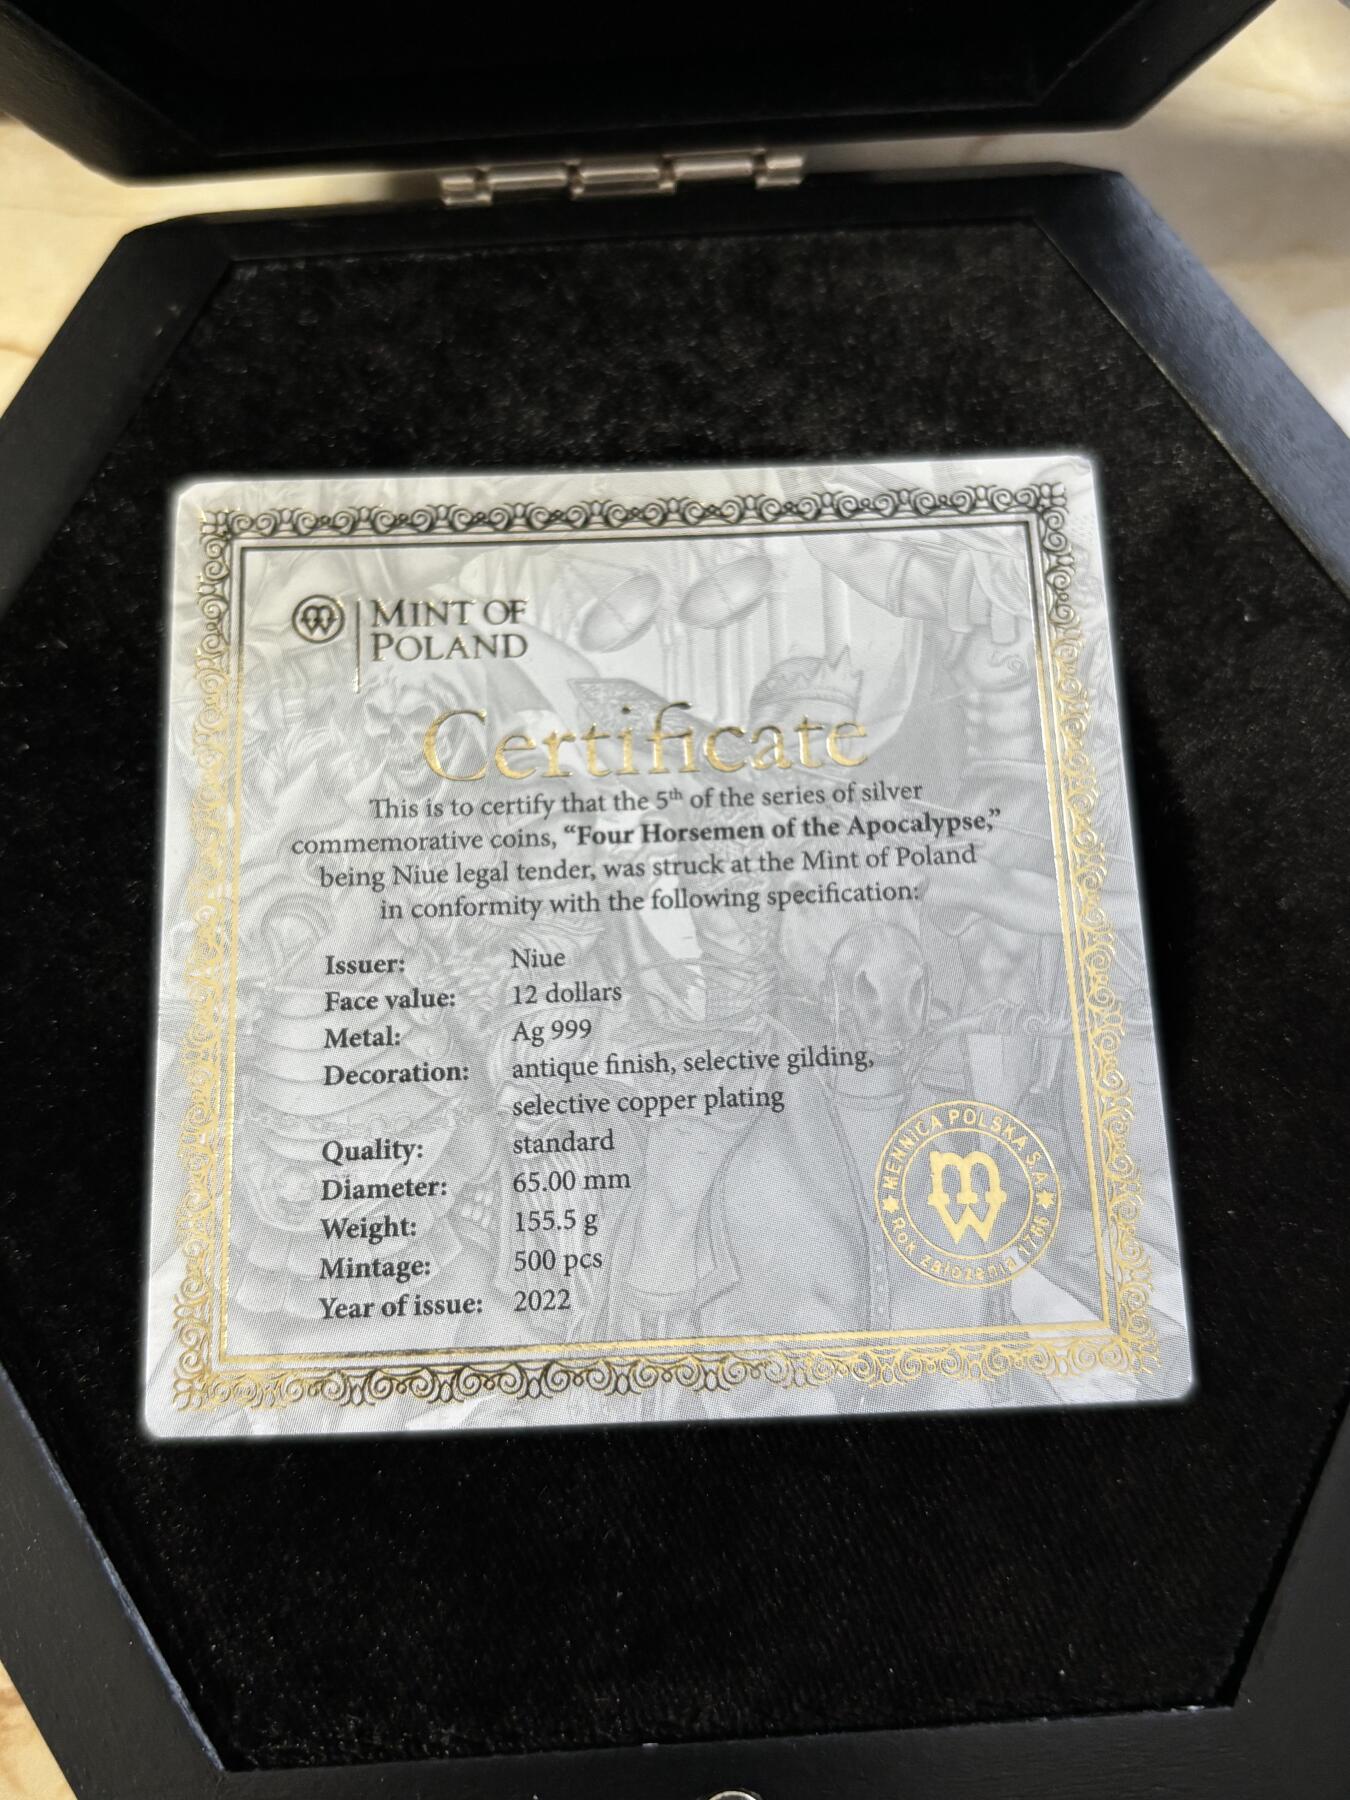 MINT OF
POLAND
Certificate
This is to certify that the 5th of the series of silver
commemorative coins, “Four Horsemen of the Apocalypse,”
being Niue legal tender, was struck at the Mint of Poland
in conformity with the following specification:
Issuer: Niue
Face value: 12 dollars
Metal: Ag 999
Decoration: antique finish, selective gilding,
selective copper plating
Quality: standard
Diameter: 65.00 mm
Weight: 155.5 g
Mintage: 500 pcs
Year of issue: 2022
MENNICA POLSKA S.A.
Rok założenia 1766